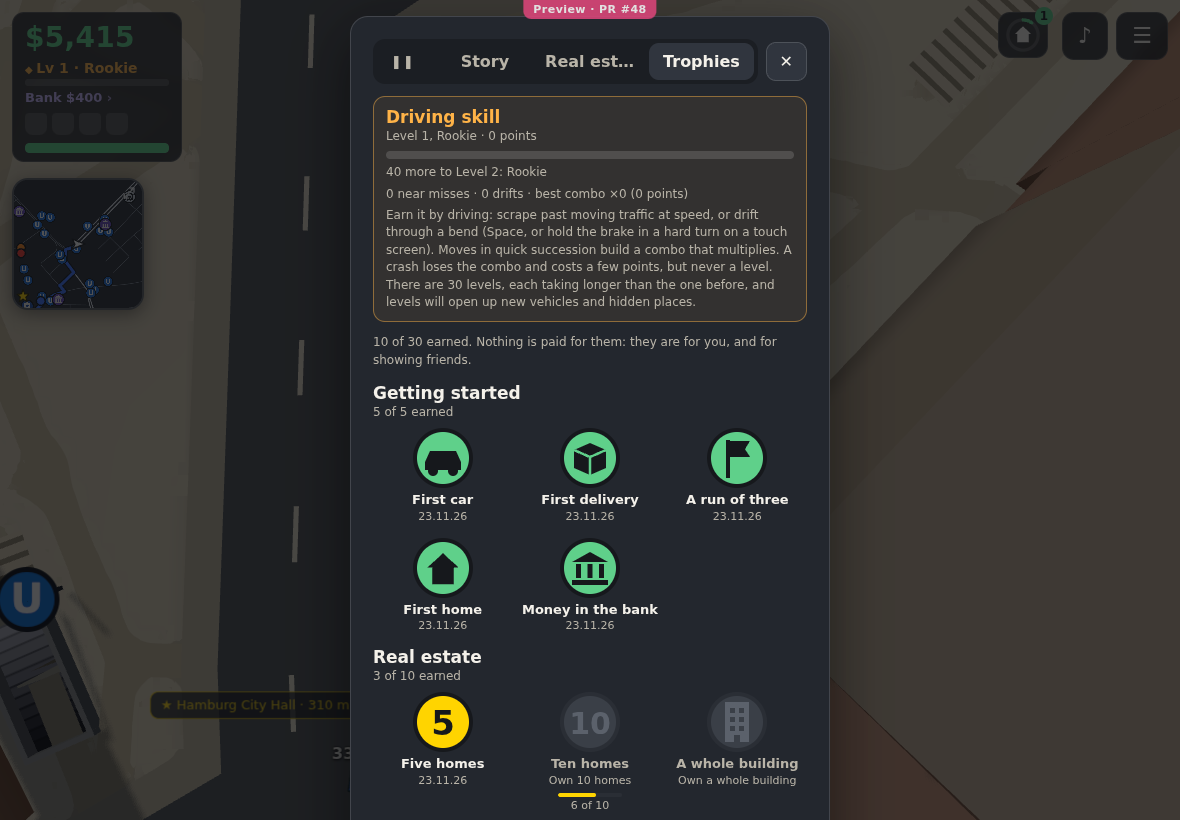 Preview · PR #48
$5,415
Lv 1 · Rookie
Bank $400 ›
1
Story
Real est...
Trophies
Driving skill
Level 1, Rookie · 0 points
40 more to Level 2: Rookie
0 near misses · 0 drifts · best combo ×0 (0 points)
Earn it by driving: scrape past moving traffic at speed, or drift
through a bend (Space, or hold the brake in a hard turn on a touch
screen). Moves in quick succession build a combo that multiplies. A
crash loses the combo and costs a few points, but never a level.
There are 30 levels, each taking longer than the one before, and
levels will open up new vehicles and hidden places.
10 of 30 earned. Nothing is paid for them: they are for you, and for
showing friends.
Getting started
5 of 5 earned
First car
First delivery
A run of three
23.11.26
23.11.26
23.11.26
First home
Money in the bank
23.11.26
23.11.26
U
Real estate
3 of 10 earned
★ Hamburg City Hall · 310 m
5
10
33
Five homes
Ten homes
A whole building
23.11.26
Own 10 homes
Own a whole building
6 of 10